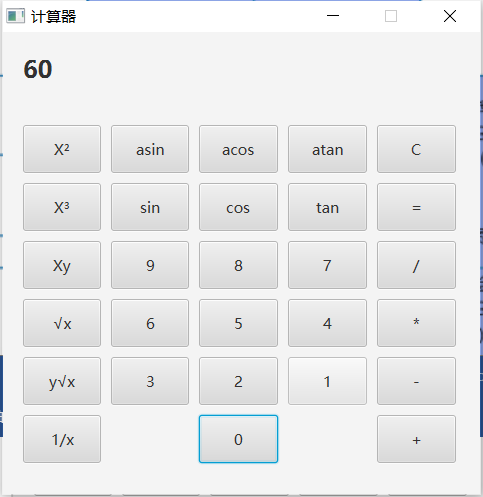 计算器
60
X² asin acos atan C
X³ sin cos tan =
Xy 9 8 7 /
√x 6 5 4 *
y√x 3 2 1 -
1/x 0 +